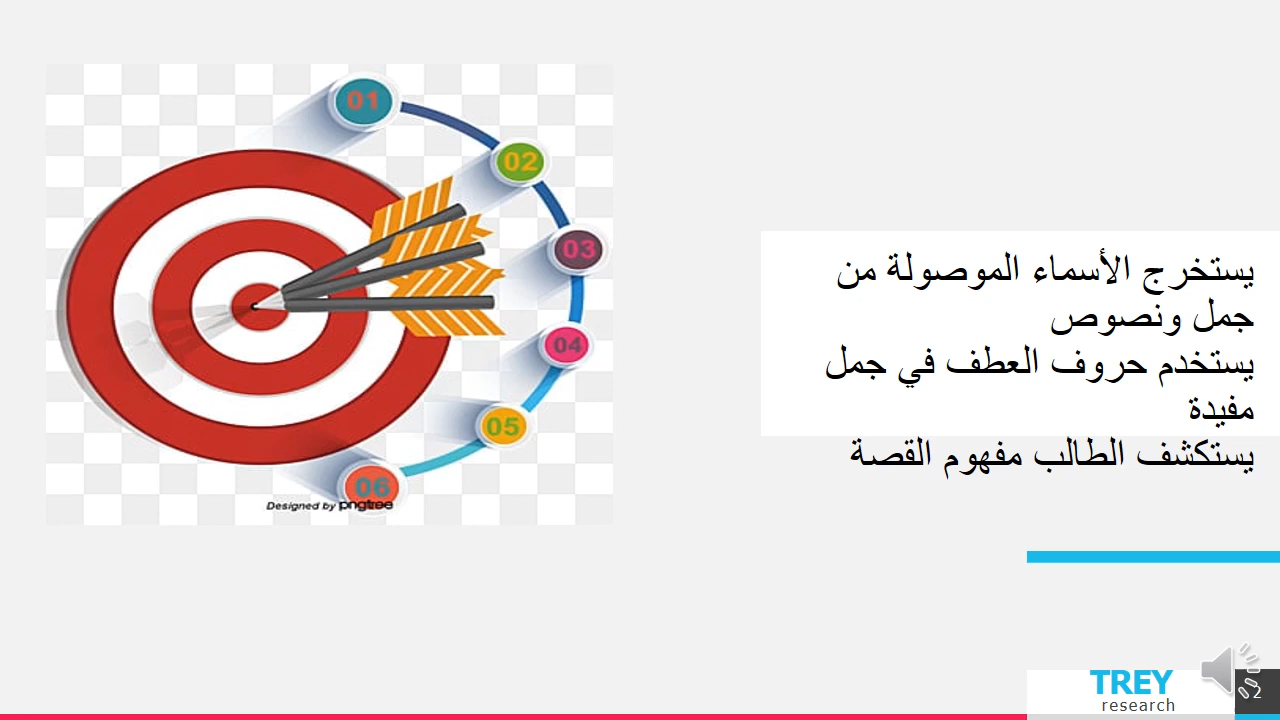 01
02
03
04
05
06
Designed by pngtree
يستخرج الأسماء الموصولة من
جمل ونصوص
يستخدم حروف العطف في جمل
مفيدة
يستكشف الطالب مفهوم القصة
TREY
research
2